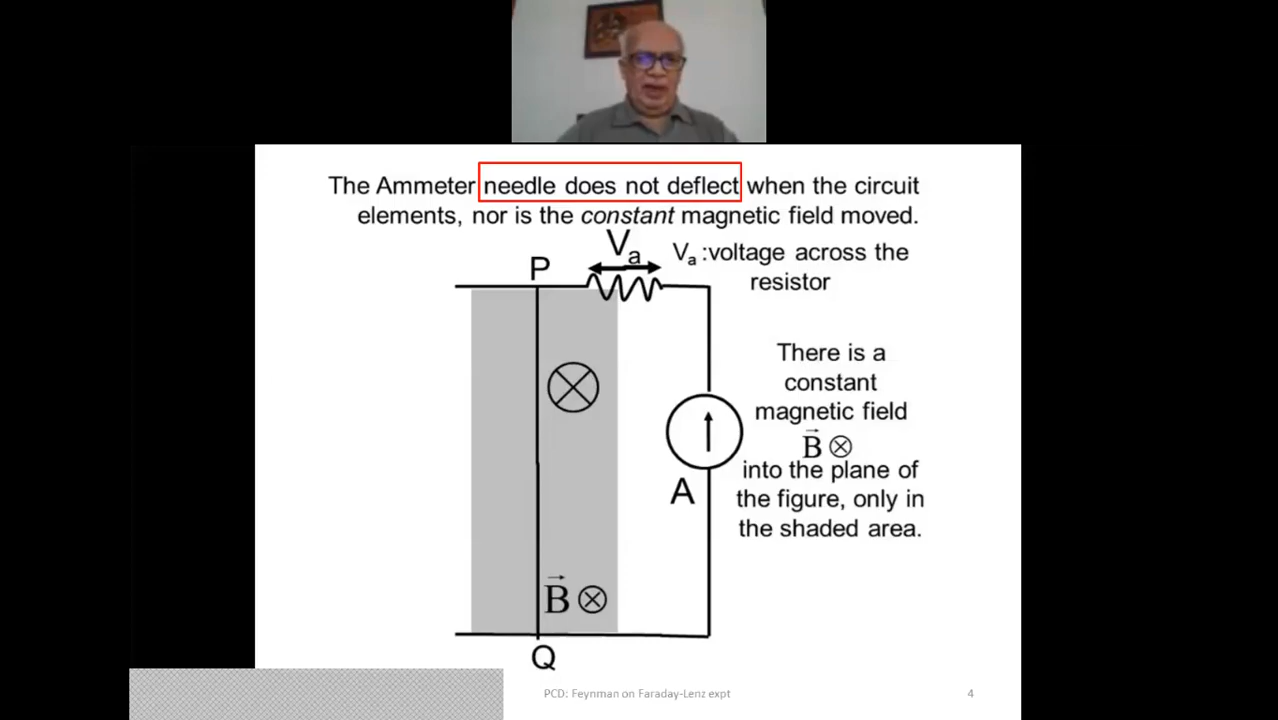 The Ammeter needle does not deflect when the circuit
elements, nor is the constant magnetic field moved.
Va
Va :voltage across the
resistor
P
There is a
constant
magnetic field
B⃗ ⊗
into the plane of
the figure, only in
the shaded area.
A
B⃗ ⊗
Q
PCD: Feynman on Faraday-Lenz expt
4